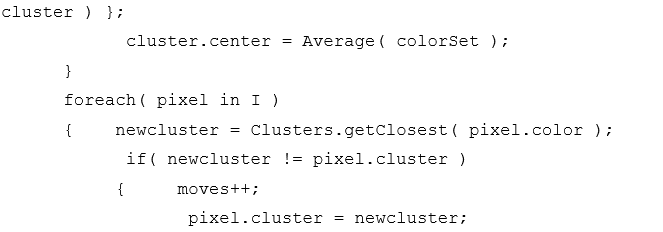 cluster ) };
cluster.center = Average( colorSet );
}
foreach( pixel in I )
{ newcluster = Clusters.getClosest( pixel.color );
if( newcluster != pixel.cluster )
{ moves++;
pixel.cluster = newcluster;